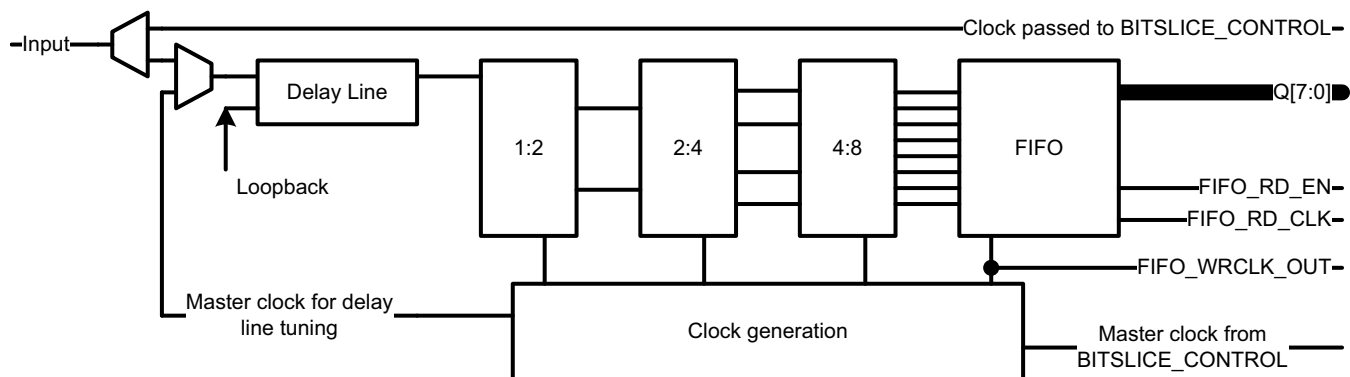 Input
Clock passed to BITSLICE_CONTROL
Delay Line
Loopback
1:2
2:4
4:8
FIFO
Q[7:0]
FIFO_RD_EN
FIFO_RD_CLK
FIFO_WRCLK_OUT
Master clock for delay
line tuning
Clock generation
Master clock from
BITSLICE_CONTROL